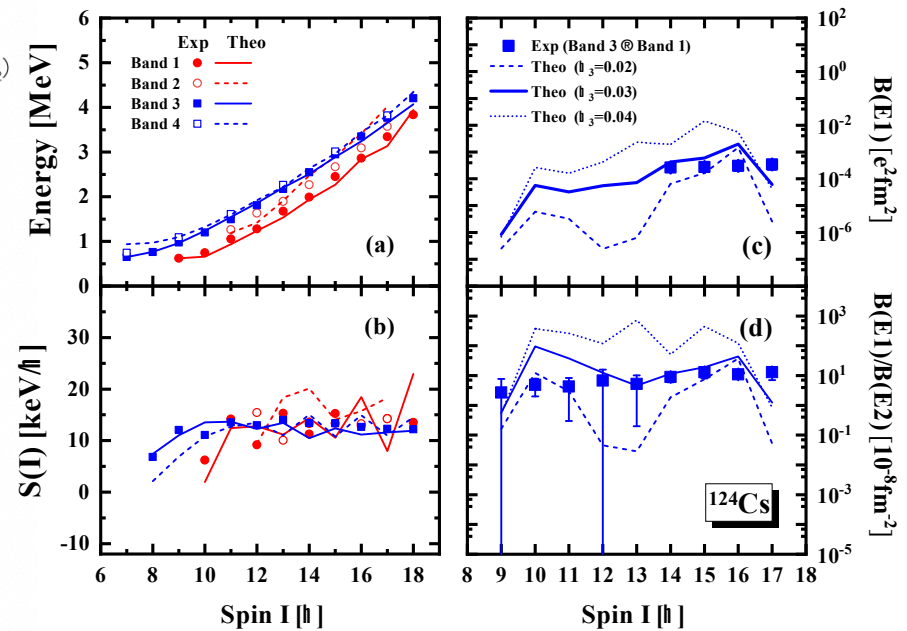 Exp Theo
Band 1
Band 2
Band 3
Band 4
Energy [MeV]
6
5
4
3
2
1
0
(a)
Exp (Band 3 ® Band 1)
Theo (ħ₃=0.02)
Theo (ħ₃=0.03)
Theo (ħ₃=0.04)
(c)
10²
10⁰
10⁻²
10⁻⁴
10⁻⁶
B(E1) [e²fm²]
S(I) [keV/ħ]
30
20
10
0
-10
(b)
6 8 10 12 14 16 18
Spin I [ħ]
(d)
10³
10¹
10⁻¹
10⁻³
10⁻⁵
B(E1)/B(E2) [10⁻⁸fm⁻²]
¹²⁴Cs
8 9 10 11 12 13 14 15 16 17 18
Spin I [ħ]